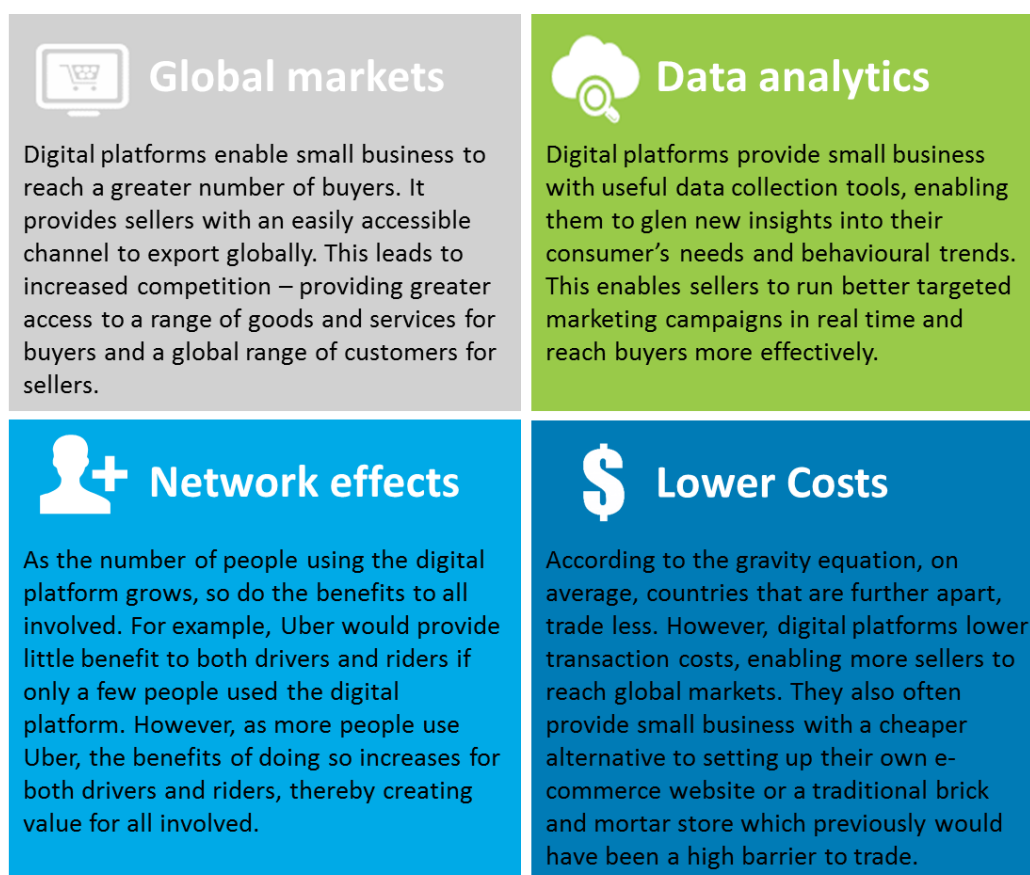 Global markets
Digital platforms enable small business to
reach a greater number of buyers. It
provides sellers with an easily accessible
channel to export globally. This leads to
increased competition – providing greater
access to a range of goods and services for
buyers and a global range of customers for
sellers.
Data analytics
Digital platforms provide small business
with useful data collection tools, enabling
them to glen new insights into their
consumer’s needs and behavioural trends.
This enables sellers to run better targeted
marketing campaigns in real time and
reach buyers more effectively.
Network effects
As the number of people using the digital
platform grows, so do the benefits to all
involved. For example, Uber would provide
little benefit to both drivers and riders if
only a few people used the digital
platform. However, as more people use
Uber, the benefits of doing so increases for
both drivers and riders, thereby creating
value for all involved.
$ Lower Costs
According to the gravity equation, on
average, countries that are further apart,
trade less. However, digital platforms lower
transaction costs, enabling more sellers to
reach global markets. They also often
provide small business with a cheaper
alternative to setting up their own e-
commerce website or a traditional brick
and mortar store which previously would
have been a high barrier to trade.